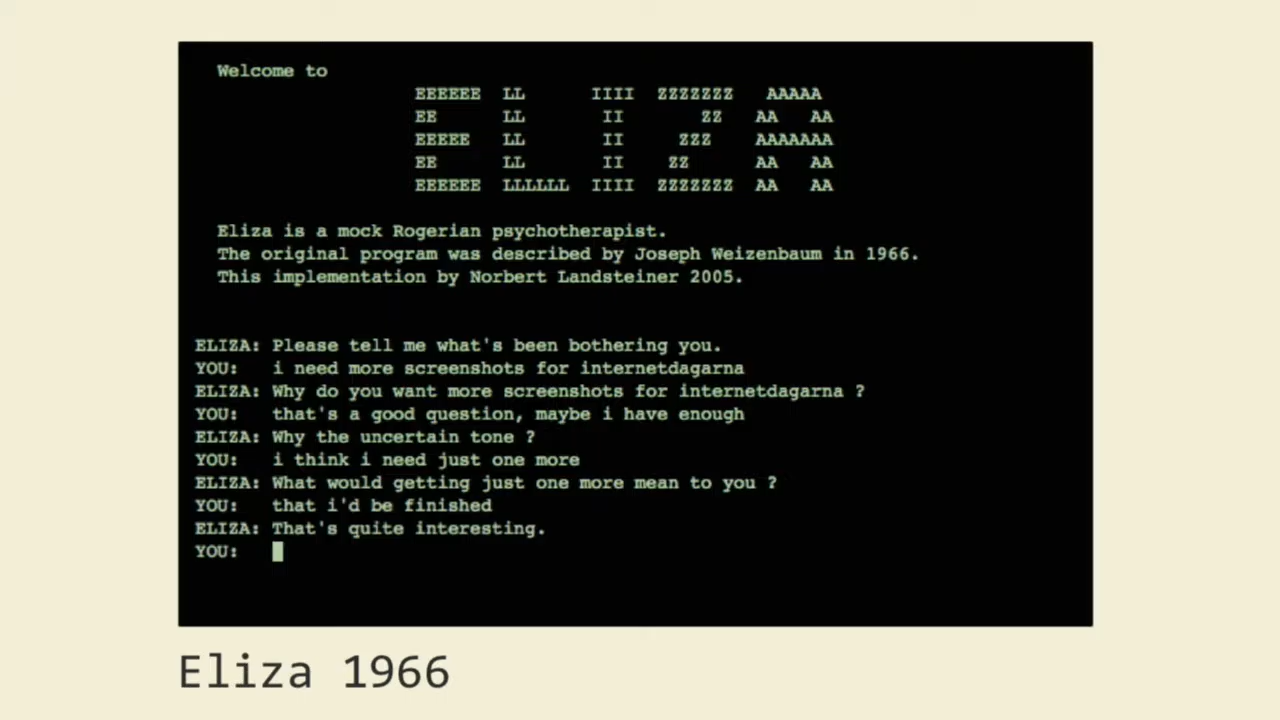 Welcome to
EEEEEE  LL      IIII  ZZZZZZZ   AAAAA
EE      LL       II       ZZ   AA   AA
EEEEE   LL       II     ZZZ    AAAAAAA
EE      LL       II    ZZ      AA   AA
EEEEEE  LLLLLL  IIII  ZZZZZZZ  AA   AA
Eliza is a mock Rogerian psychotherapist.
The original program was described by Joseph Weizenbaum in 1966.
This implementation by Norbert Landsteiner 2005.
ELIZA: Please tell me what's been bothering you.
YOU:   i need more screenshots for internetdagarna
ELIZA: Why do you want more screenshots for internetdagarna ?
YOU:   that's a good question, maybe i have enough
ELIZA: Why the uncertain tone ?
YOU:   i think i need just one more
ELIZA: What would getting just one more mean to you ?
YOU:   that i'd be finished
ELIZA: That's quite interesting.
YOU:
Eliza 1966